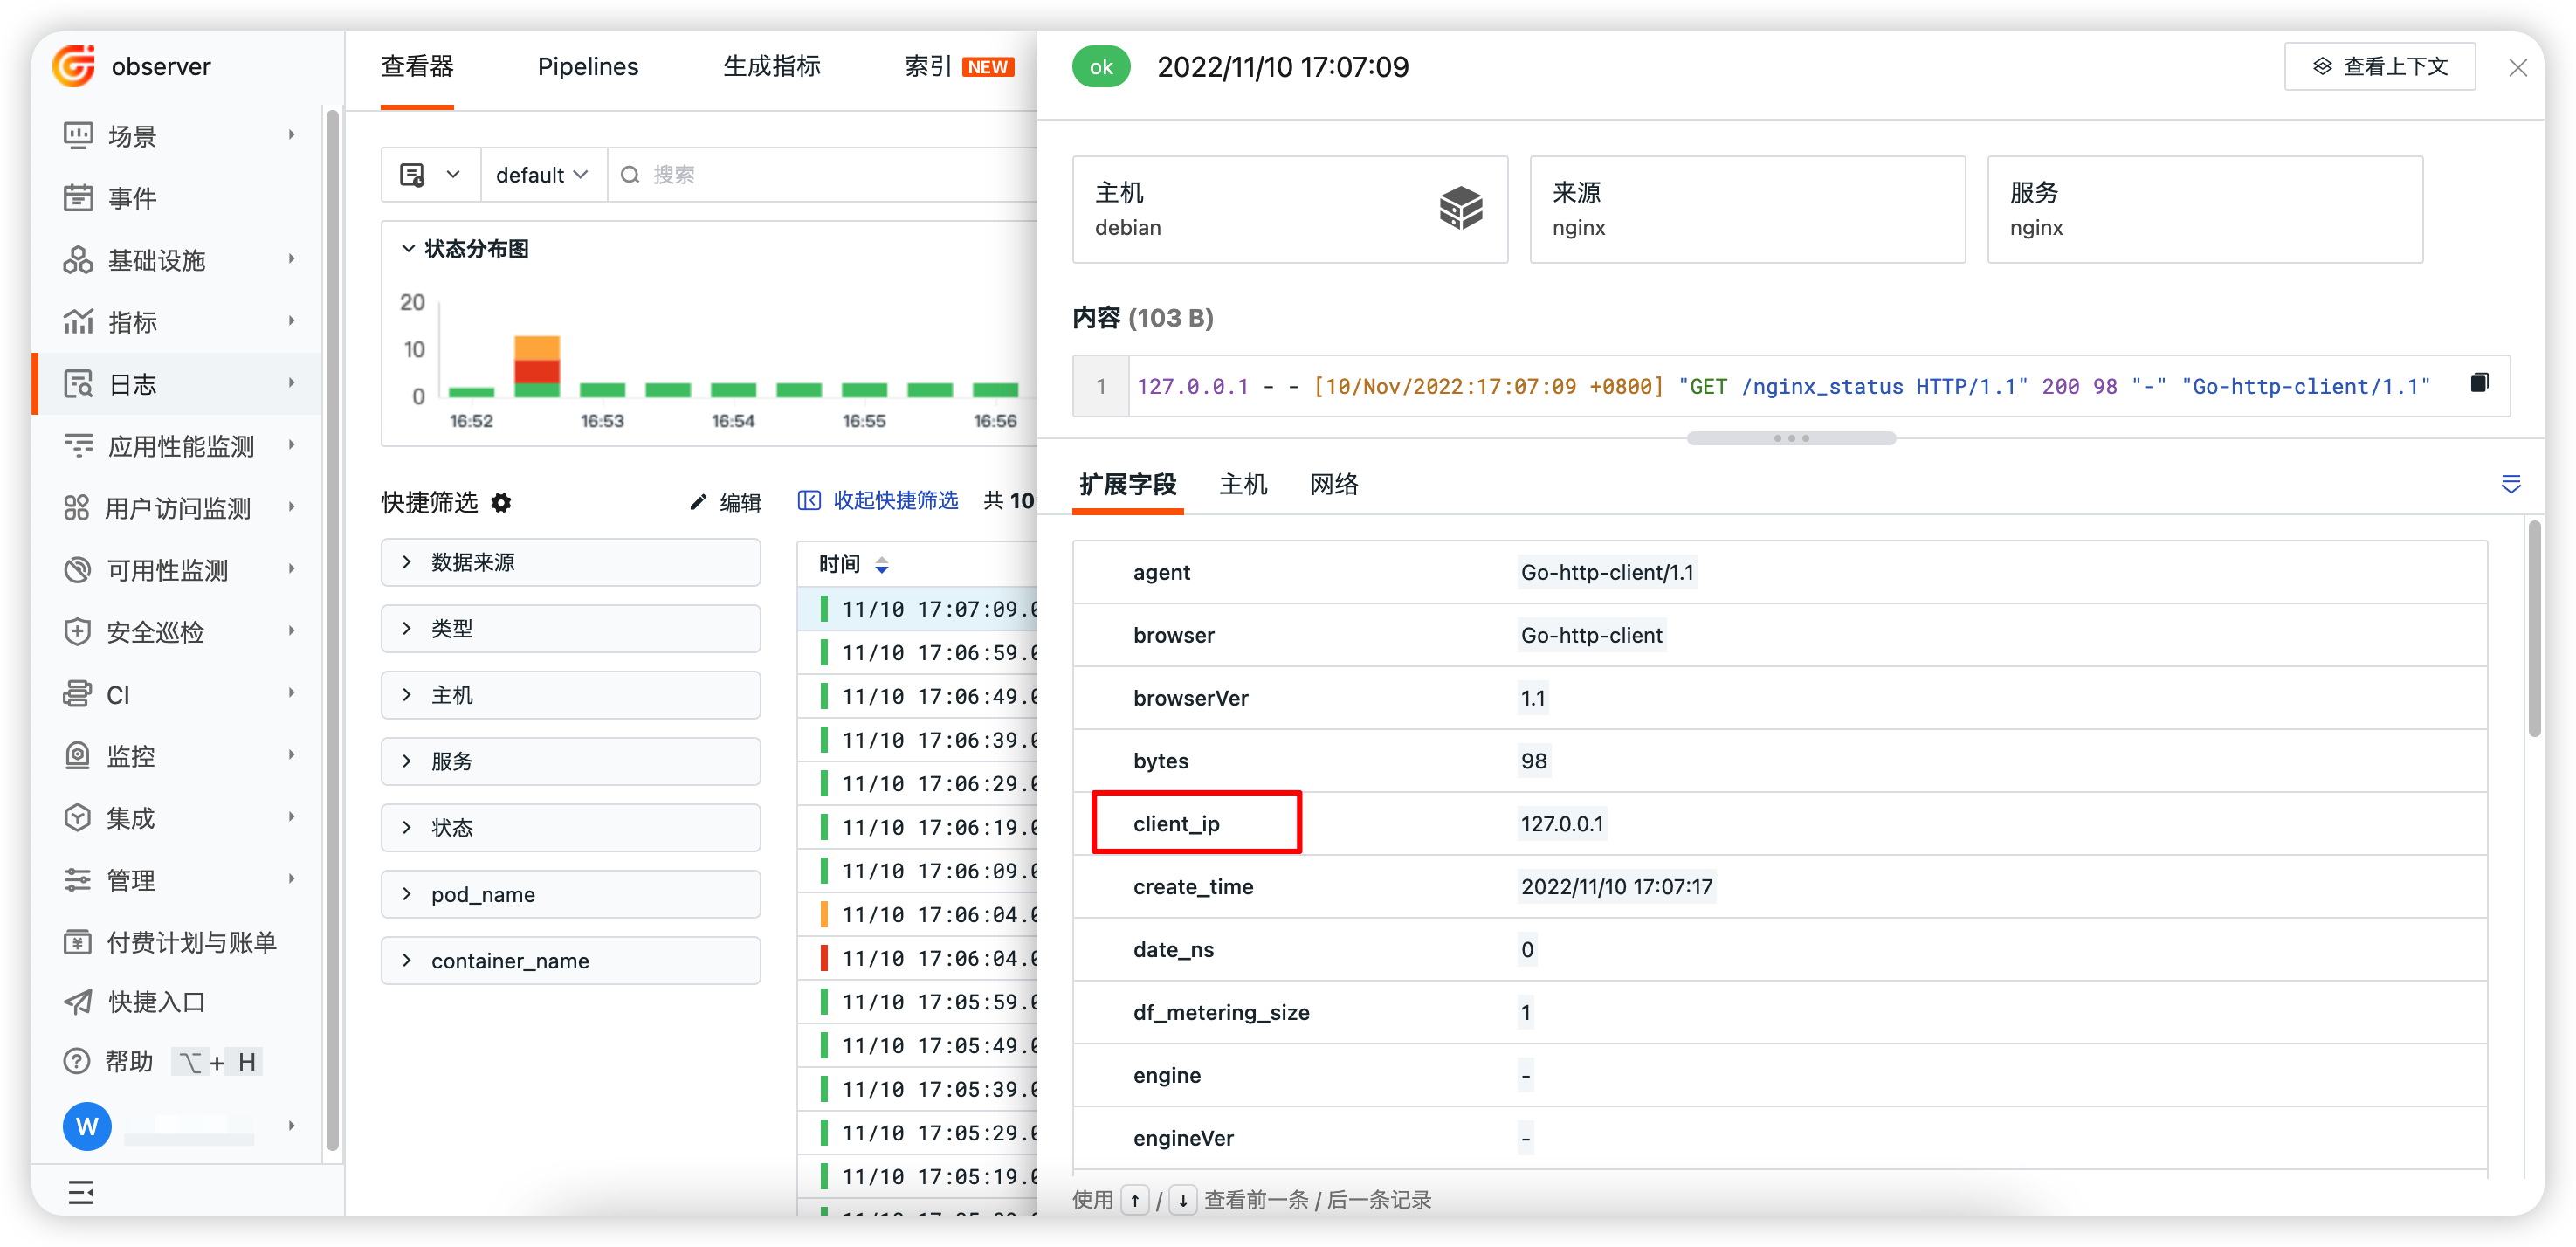 observer
场景
事件
基础设施
指标
日志
应用性能监测
用户访问监测
可用性监测
安全巡检
CI
监控
集成
管理
付费计划与账单
快捷入口
帮助 ⌥ + H
W
查看器 Pipelines 生成指标 索引 NEW
default 搜索
状态分布图
20
10
0
16:52 16:53 16:54 16:55 16:56
快捷筛选 编辑
数据来源
类型
主机
服务
状态
pod_name
container_name
收起快捷筛选 共
时间
11/10 17:07:09.0
11/10 17:06:59.0
11/10 17:06:49.0
11/10 17:06:39.0
11/10 17:06:29.0
11/10 17:06:19.0
11/10 17:06:09.0
11/10 17:06:04.0
11/10 17:06:04.0
11/10 17:05:59.0
11/10 17:05:49.0
11/10 17:05:39.0
11/10 17:05:29.0
11/10 17:05:19.0
ok 2022/11/10 17:07:09 查看上下文
主机
debian
来源
nginx
服务
nginx
内容 (103 B)
1 127.0.0.1 - - [10/Nov/2022:17:07:09 +0800] "GET /nginx_status HTTP/1.1" 200 98 "-" "Go-http-client/1.1"
扩展字段 主机 网络
agent Go-http-client/1.1
browser Go-http-client
browserVer 1.1
bytes 98
client_ip 127.0.0.1
create_time 2022/11/10 17:07:17
date_ns 0
df_metering_size 1
engine -
engineVer -
使用 ↑ / ↓ 查看前一条 / 后一条记录